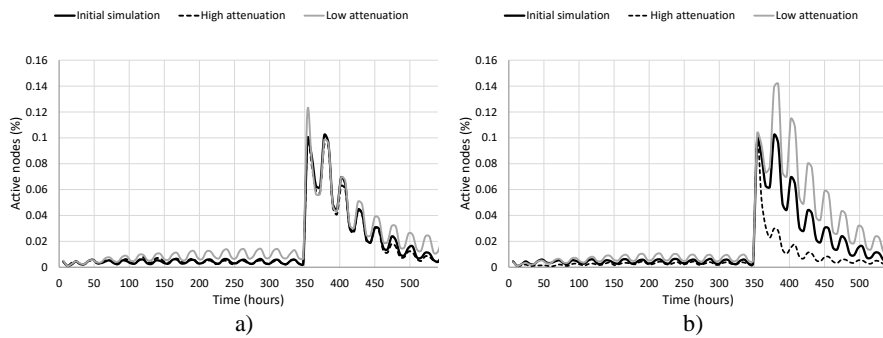 Initial simulation High attenuation Low attenuation
0.16
0.14
0.12
0.1
0.08
0.06
0.04
0.02
0
Active nodes (%)
0 50 100 150 200 250 300 350 400 450 500
Time (hours)
a)
Initial simulation High attenuation Low attenuation
0.16
0.14
0.12
0.1
0.08
0.06
0.04
0.02
0
Active nodes (%)
0 50 100 150 200 250 300 350 400 450 500
Time (hours)
b)